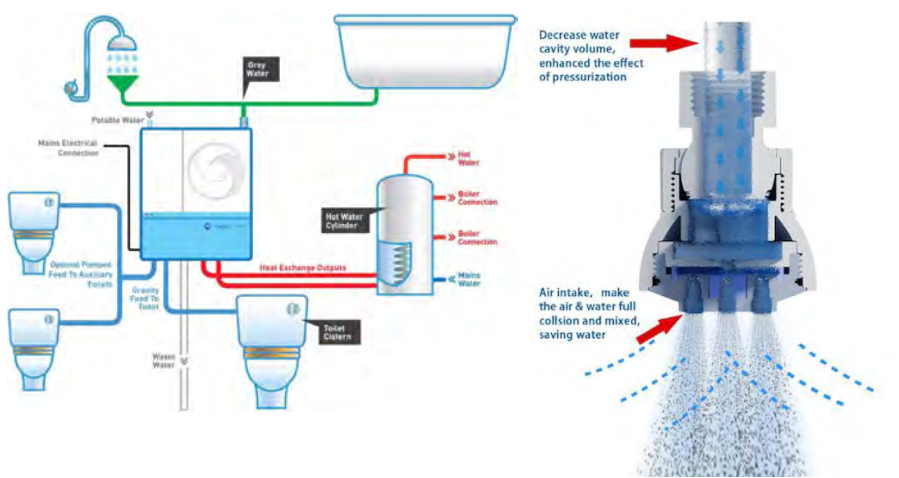 Grey
Water
Potable Water
Mains Electrical
Connection
Hot
Water
Boiler
Connection
Hot Water
Cylinder
Boiler
Connection
Optional Pumped
Feed To Auxiliary
Toilets
Heat Exchange Outputs
Mains
Water
Gravity
Feed To
Toilet
Toilet
Cistern
Waste
Water
Decrease water
cavity volume,
enhanced the effect
of pressurization
Air intake, make
the air & water full
collsion and mixed,
saving water